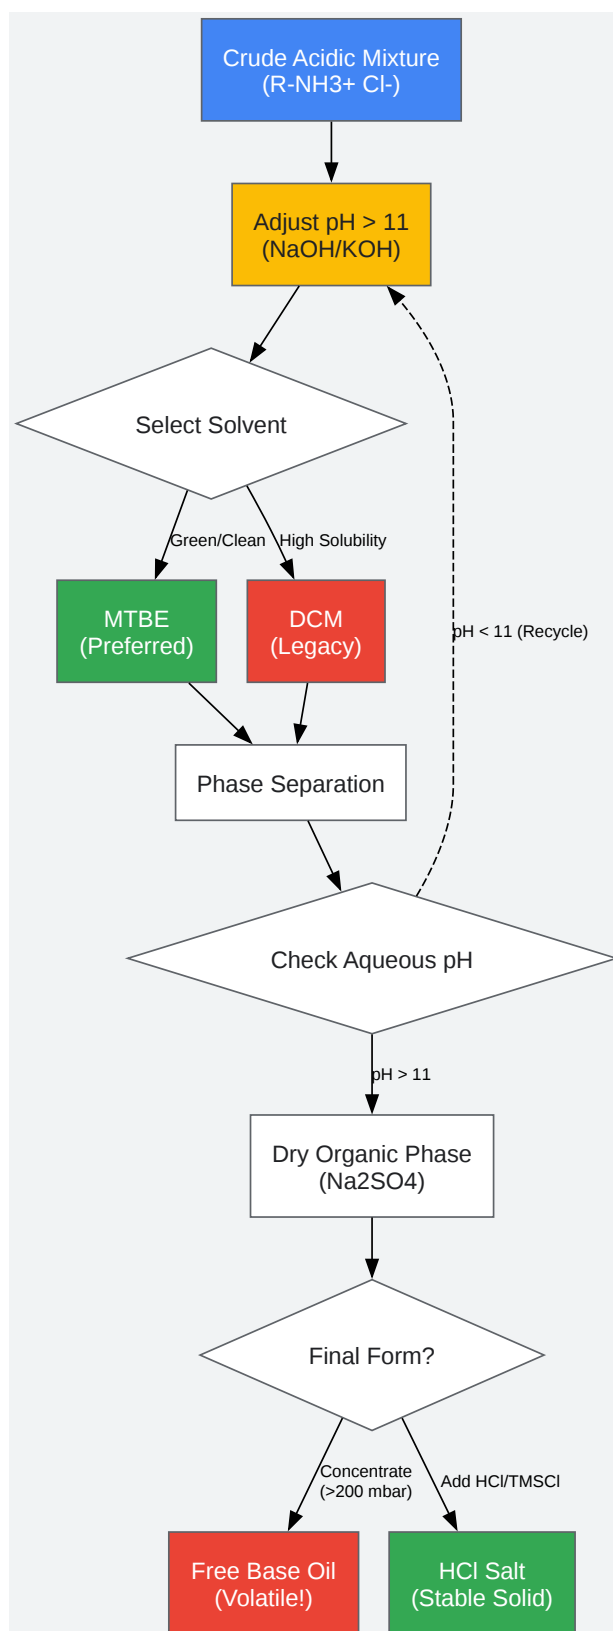 Crude Acidic Mixture
(R-NH3+ Cl-)
Adjust pH > 11
(NaOH/KOH)
Select Solvent
Green/Clean
High Solubility
MTBE
(Preferred)
DCM
(Legacy)
pH < 11 (Recycle)
Phase Separation
Check Aqueous pH
pH > 11
Dry Organic Phase
(Na2SO4)
Final Form?
Concentrate
(>200 mbar)
Add HCl/TMSCl
Free Base Oil
(Volatile!)
HCl Salt
(Stable Solid)